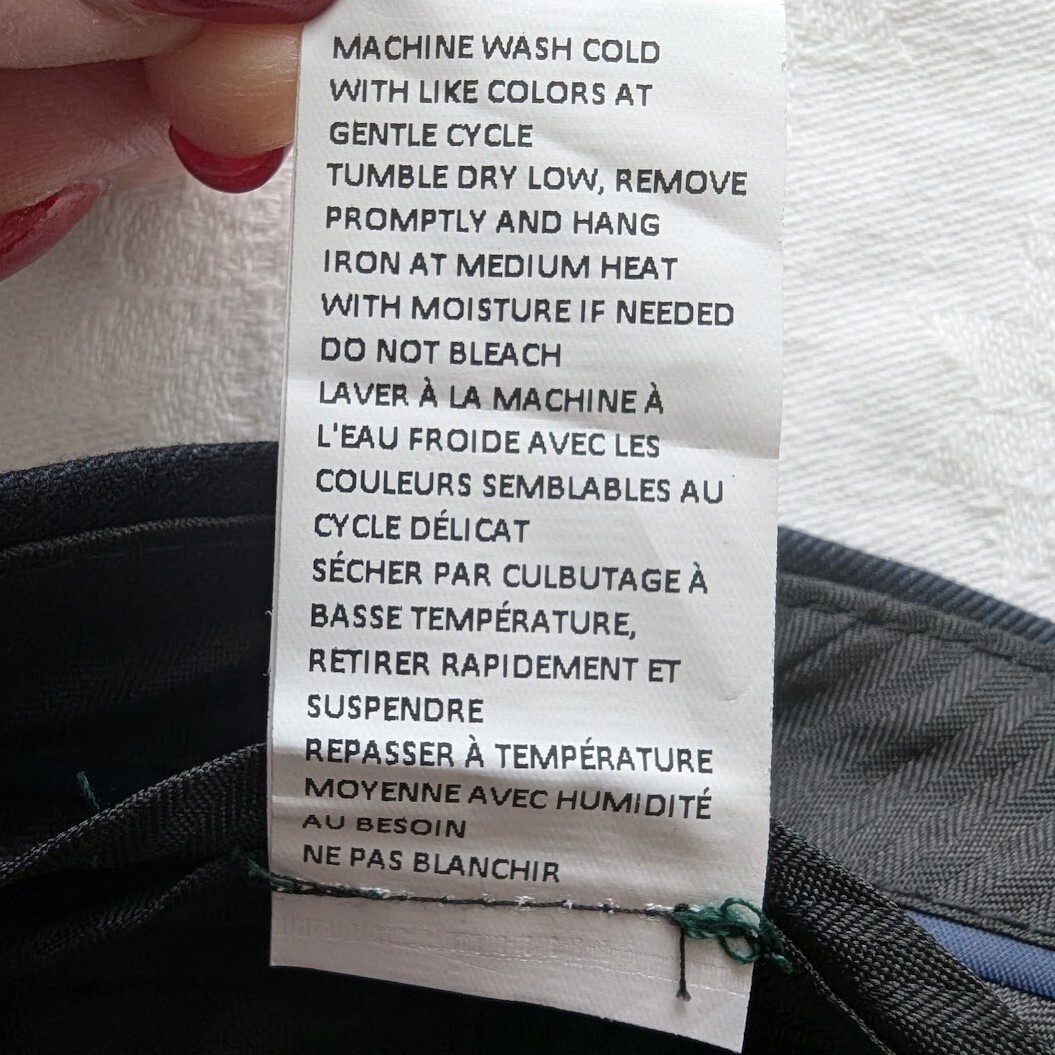 MACHINE WASH COLD
WITH LIKE COLORS AT
GENTLE CYCLE
TUMBLE DRY LOW, REMOVE
PROMPTLY AND HANG
IRON AT MEDIUM HEAT
WITH MOISTURE IF NEEDED
DO NOT BLEACH
LAVER À LA MACHINE À
L'EAU FROIDE AVEC LES
COULEURS SEMBLABLES AU
CYCLE DÉLICAT
SÉCHER PAR CULBUTAGE À
BASSE TEMPÉRATURE,
RETIRER RAPIDEMENT ET
SUSPENDRE
REPASSER À TEMPÉRATURE
MOYENNE AVEC HUMIDITÉ
AU BESOIN
NE PAS BLANCHIR